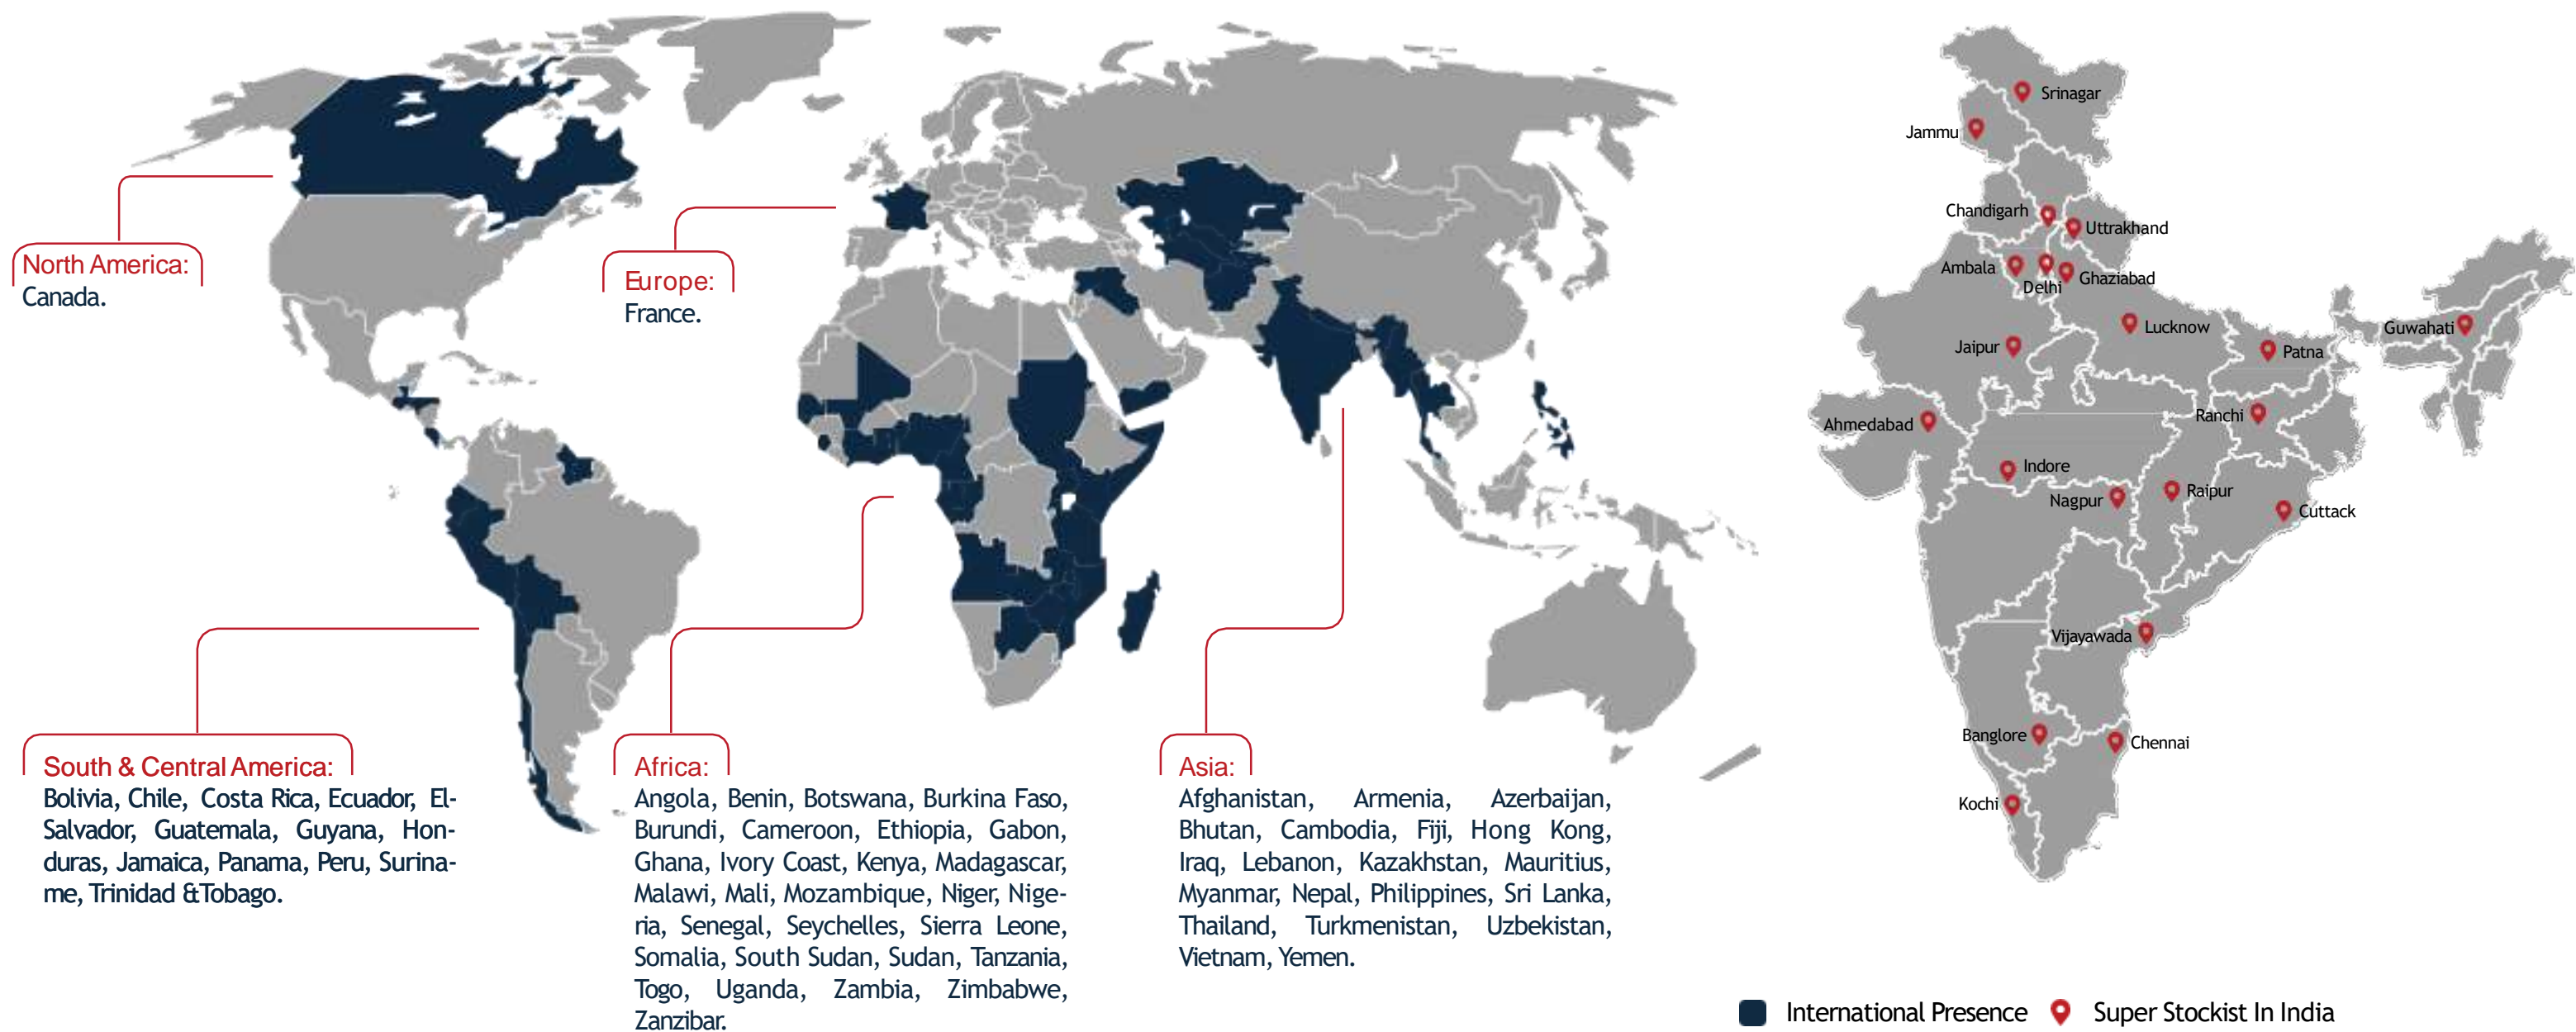 North America:
Canada.
Europe:
France.
South & Central America:
Bolivia, Chile, Costa Rica, Ecuador, El-
Salvador, Guatemala, Guyana, Hon-
duras, Jamaica, Panama, Peru, Surina-
me, Trinidad &Tobago.
Africa:
Angola, Benin, Botswana, Burkina Faso,
Burundi, Cameroon, Ethiopia, Gabon,
Ghana, Ivory Coast, Kenya, Madagascar,
Malawi, Mali, Mozambique, Niger, Nige-
ria, Senegal, Seychelles, Sierra Leone,
Somalia, South Sudan, Sudan, Tanzania,
Togo, Uganda, Zambia, Zimbabwe,
Zanzibar.
Asia:
Afghanistan, Armenia, Azerbaijan,
Bhutan, Cambodia, Fiji, Hong Kong,
Iraq, Lebanon, Kazakhstan, Mauritius,
Myanmar, Nepal, Philippines, Sri Lanka,
Thailand, Turkmenistan, Uzbekistan,
Vietnam, Yemen.
Srinagar
Jammu
Chandigarh
Uttrakhand
Ambala
Delhi
Ghaziabad
Lucknow
Guwahati
Jaipur
Patna
Ahmedabad
Ranchi
Indore
Nagpur
Raipur
Cuttack
Vijayawada
Banglore
Chennai
Kochi
International Presence
Super Stockist In India